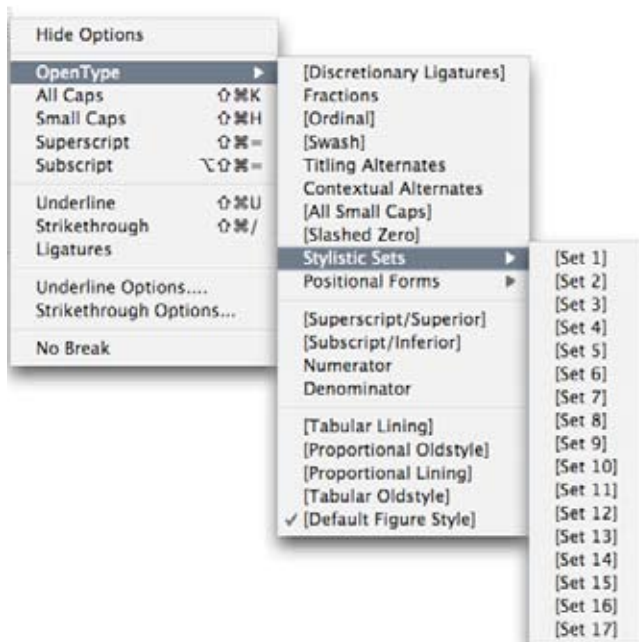 Hide Options
OpenType ▶
All Caps ⇧⌘K
Small Caps ⇧⌘H
Superscript ⇧⌘=
Subscript ⌥⇧⌘=
Underline ⇧⌘U
Strikethrough ⇧⌘/
Ligatures
Underline Options....
Strikethrough Options...
No Break
[Discretionary Ligatures]
Fractions
[Ordinal]
[Swash]
Titling Alternates
Contextual Alternates
[All Small Caps]
[Slashed Zero]
Stylistic Sets ▶
Positional Forms ▶
[Superscript/Superior]
[Subscript/Inferior]
Numerator
Denominator
[Tabular Lining]
[Proportional Oldstyle]
[Proportional Lining]
[Tabular Oldstyle]
✓ [Default Figure Style]
[Set 1]
[Set 2]
[Set 3]
[Set 4]
[Set 5]
[Set 6]
[Set 7]
[Set 8]
[Set 9]
[Set 10]
[Set 11]
[Set 12]
[Set 13]
[Set 14]
[Set 15]
[Set 16]
[Set 17]